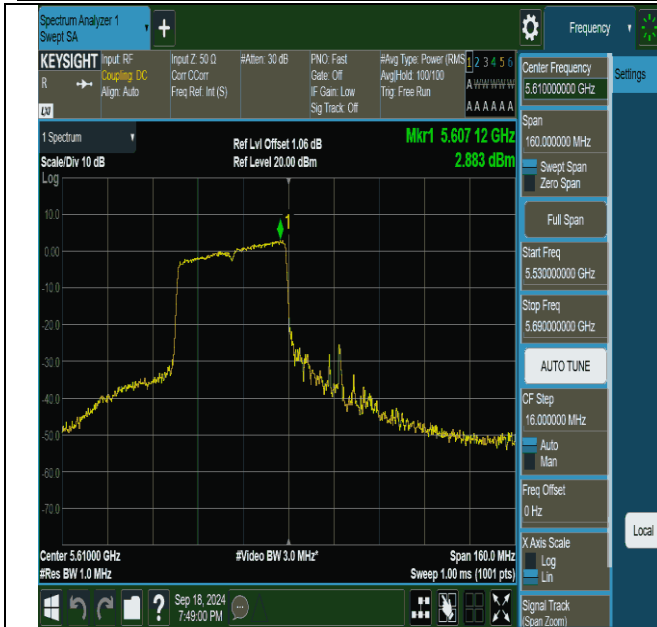 Spectrum Analyzer 1
Swept SA
Frequency
KEYSIGHT
R
LXI
Input: RF
Coupling: DC
Align: Auto
Input Z: 50 Ω
Corr CCorr
Freq Ref: Int (S)
#Atten: 30 dB
PNO: Fast
Gate: Off
IF Gain: Low
Sig Track: Off
#Avg Type: Power (RMS
Avg|Hold: 100/100
Trig: Free Run
1 2 3 4 5 6
A W W W W W
A A A A A A
Center Frequency
5.610000000 GHz
Settings
Span
160.000000 MHz
Swept Span
Zero Span
Full Span
Start Freq
5.530000000 GHz
Stop Freq
5.690000000 GHz
AUTO TUNE
CF Step
16.000000 MHz
Auto
Man
Freq Offset
0 Hz
X Axis Scale
Log
Lin
Local
Signal Track
(Span Zoom)
1 Spectrum
Scale/Div 10 dB
Log
Ref Lvl Offset 1.06 dB
Ref Level 20.00 dBm
Mkr1 5.607 12 GHz
2.883 dBm
1
10.0
0.00
-10.0
-20.0
-30.0
-40.0
-50.0
-60.0
-70.0
Center 5.61000 GHz
#Res BW 1.0 MHz
#Video BW 3.0 MHz*
Span 160.0 MHz
Sweep 1.00 ms (1001 pts)
?
Sep 18, 2024
7:49:00 PM